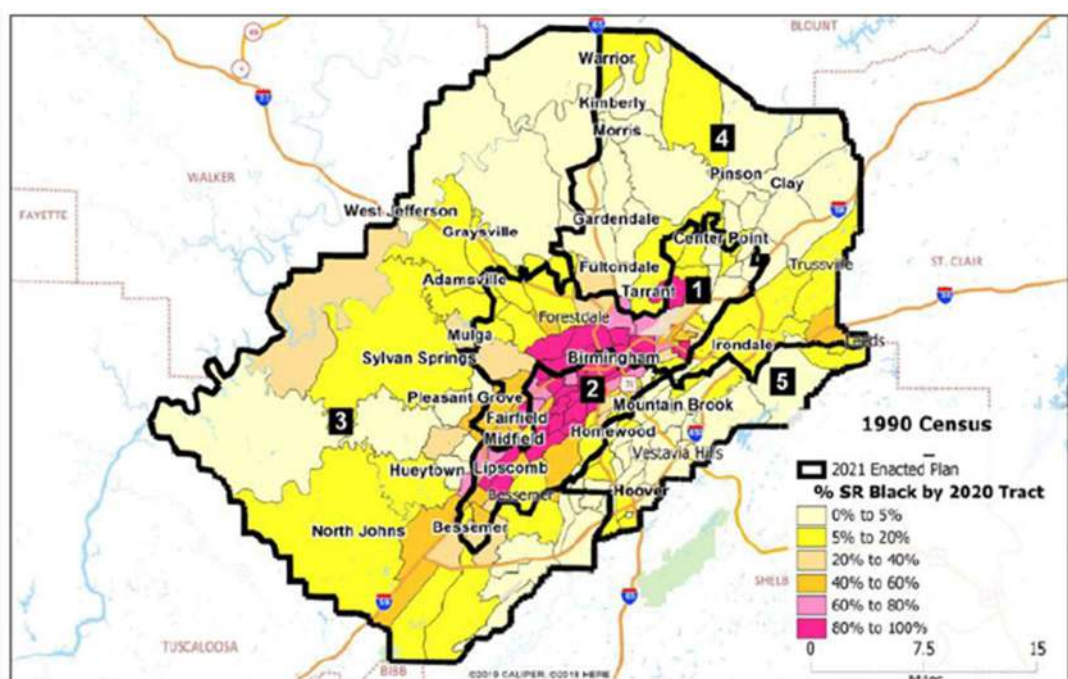 BLOUNT
65
Warrior
Kimberly
Morris
4
WALKER
Pinson
Clay
FAYETTE
West Jefferson
Graysville
Gardendale
Center Point
Fultondale
Trussville
ST. CLAIR
Adamsville
Tarrant
1
Forestdale
Mulga
Sylvan Springs
Birmingham
Irondale
Leeds
Pleasant Grove
2
5
Mountain Brook
3
Fairfield
Midfield
Homewood
1990 Census
Vestavia Hills
Hueytown
Lipscomb
Bessemer
Hoover
2021 Enacted Plan
% SR Black by 2020 Tract
0% to 5%
North Johns
Bessemer
5% to 20%
20% to 40%
40% to 60%
SHELB
60% to 80%
80% to 100%
TUSCALOOSA
BIBB
0 7.5 15
©2019 CALIPER; ©2018 HERE
Miles